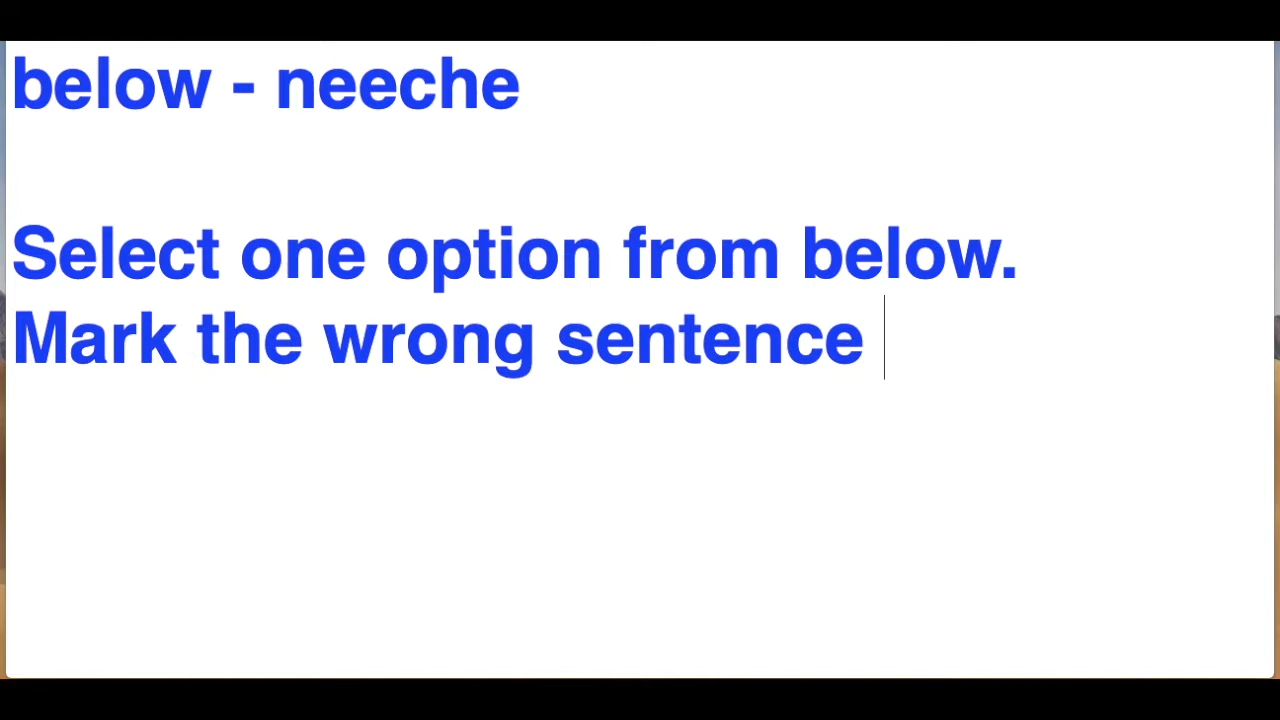 below - neeche
Select one option from below.
Mark the wrong sentence